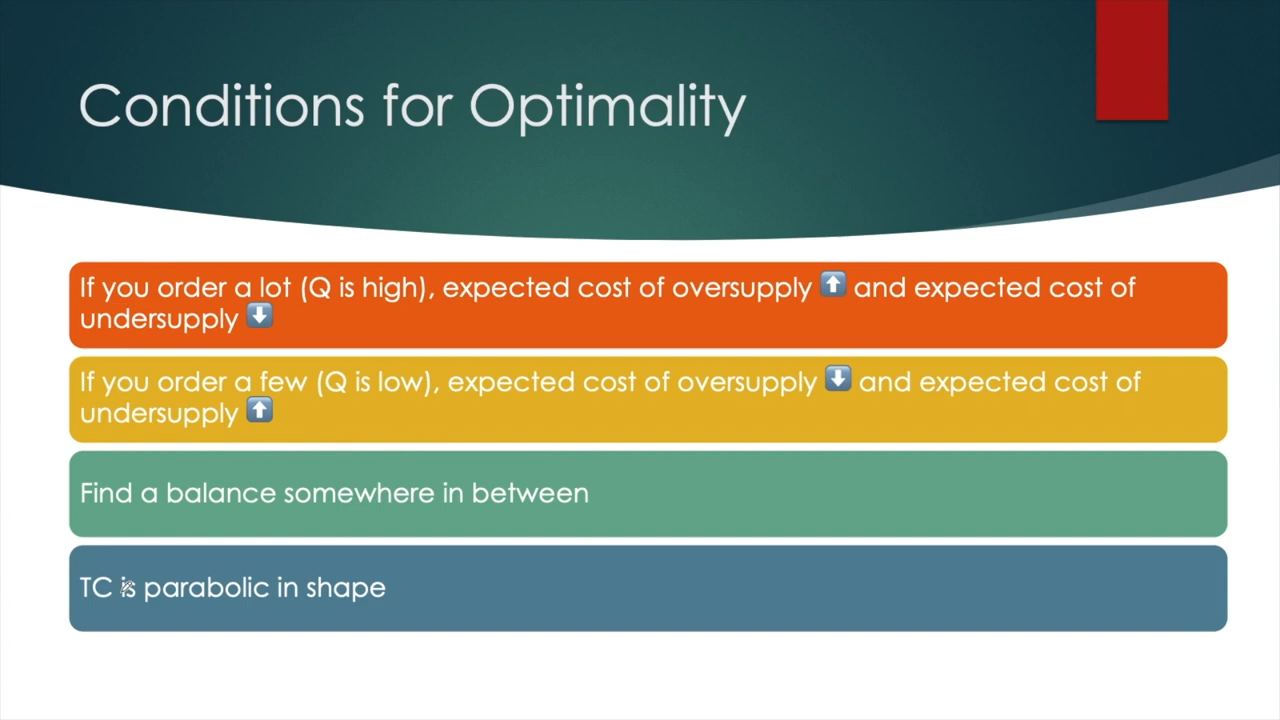 Conditions for Optimality
If you order a lot (Q is high), expected cost of oversupply ⬆️ and expected cost of
undersupply ⬇️
If you order a few (Q is low), expected cost of oversupply ⬇️ and expected cost of
undersupply ⬆️
Find a balance somewhere in between
TC is parabolic in shape